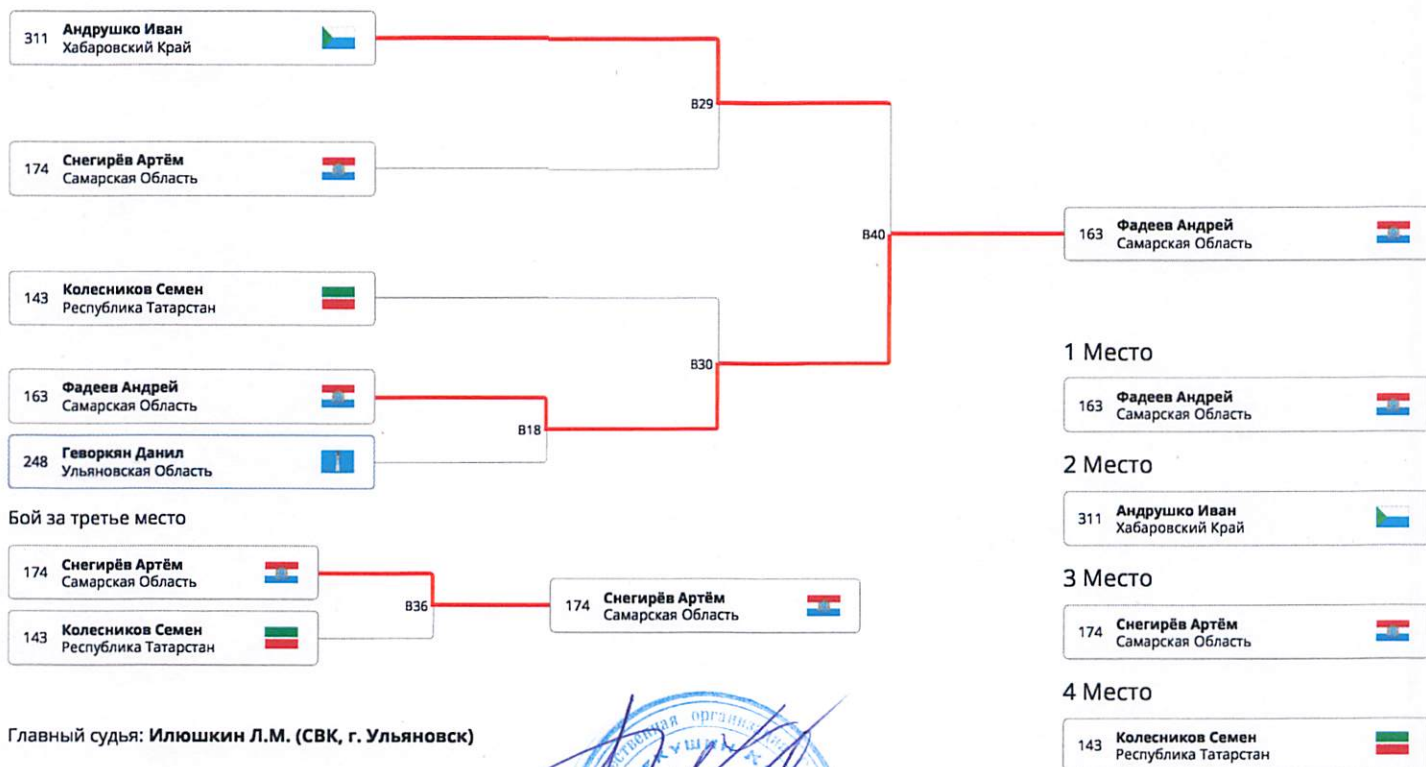 311 Андрушко Иван
Хабаровский Край
B29
174 Снегирёв Артём
Самарская Область
B40
163 Фадеев Андрей
Самарская Область
143 Колесников Семен
Республика Татарстан
B30
163 Фадеев Андрей
Самарская Область
B18
248 Геворкян Данил
Ульяновская Область
Бой за третье место
174 Снегирёв Артём
Самарская Область
B36
174 Снегирёв Артём
Самарская Область
143 Колесников Семен
Республика Татарстан
1 Место
163 Фадеев Андрей
Самарская Область
2 Место
311 Андрушко Иван
Хабаровский Край
3 Место
174 Снегирёв Артём
Самарская Область
4 Место
143 Колесников Семен
Республика Татарстан
Главный судья: Илюшкин Л.М. (СВК, г. Ульяновск)